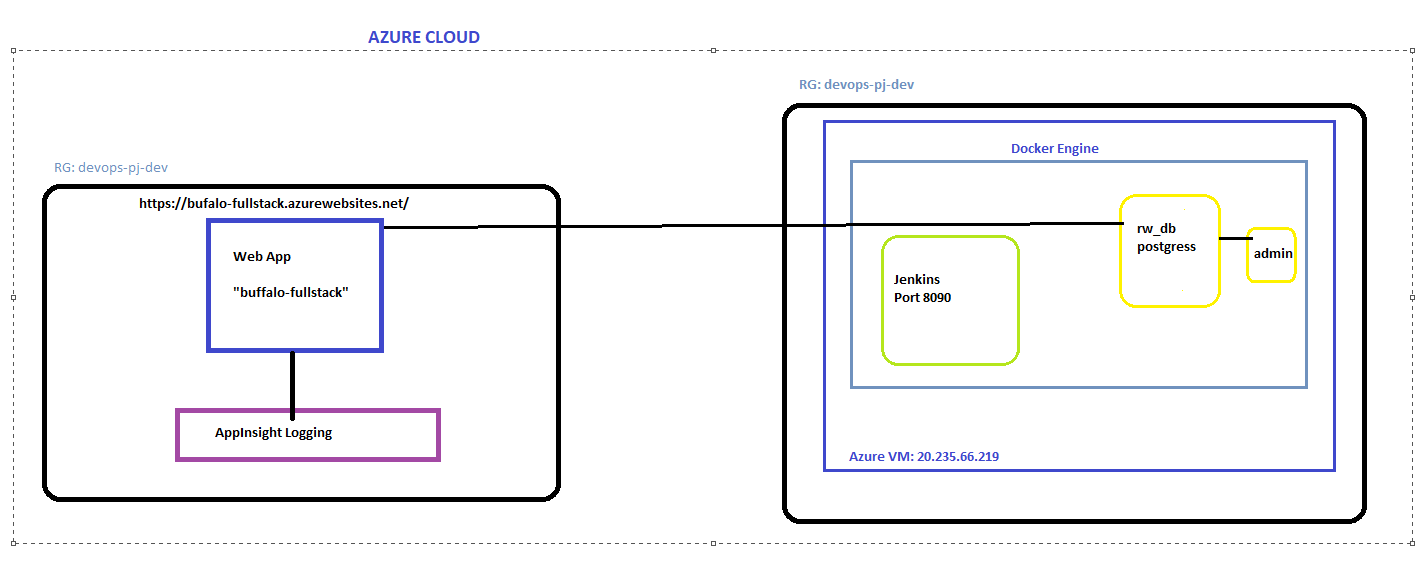 AZURE CLOUD
RG: devops-pj-dev
https://bufalo-fullstack.azurewebsites.net/
Web App
"buffalo-fullstack"
AppInsight Logging
RG: devops-pj-dev
Docker Engine
Jenkins
Port 8090
rw_db
postgress
admin
Azure VM: 20.235.66.219